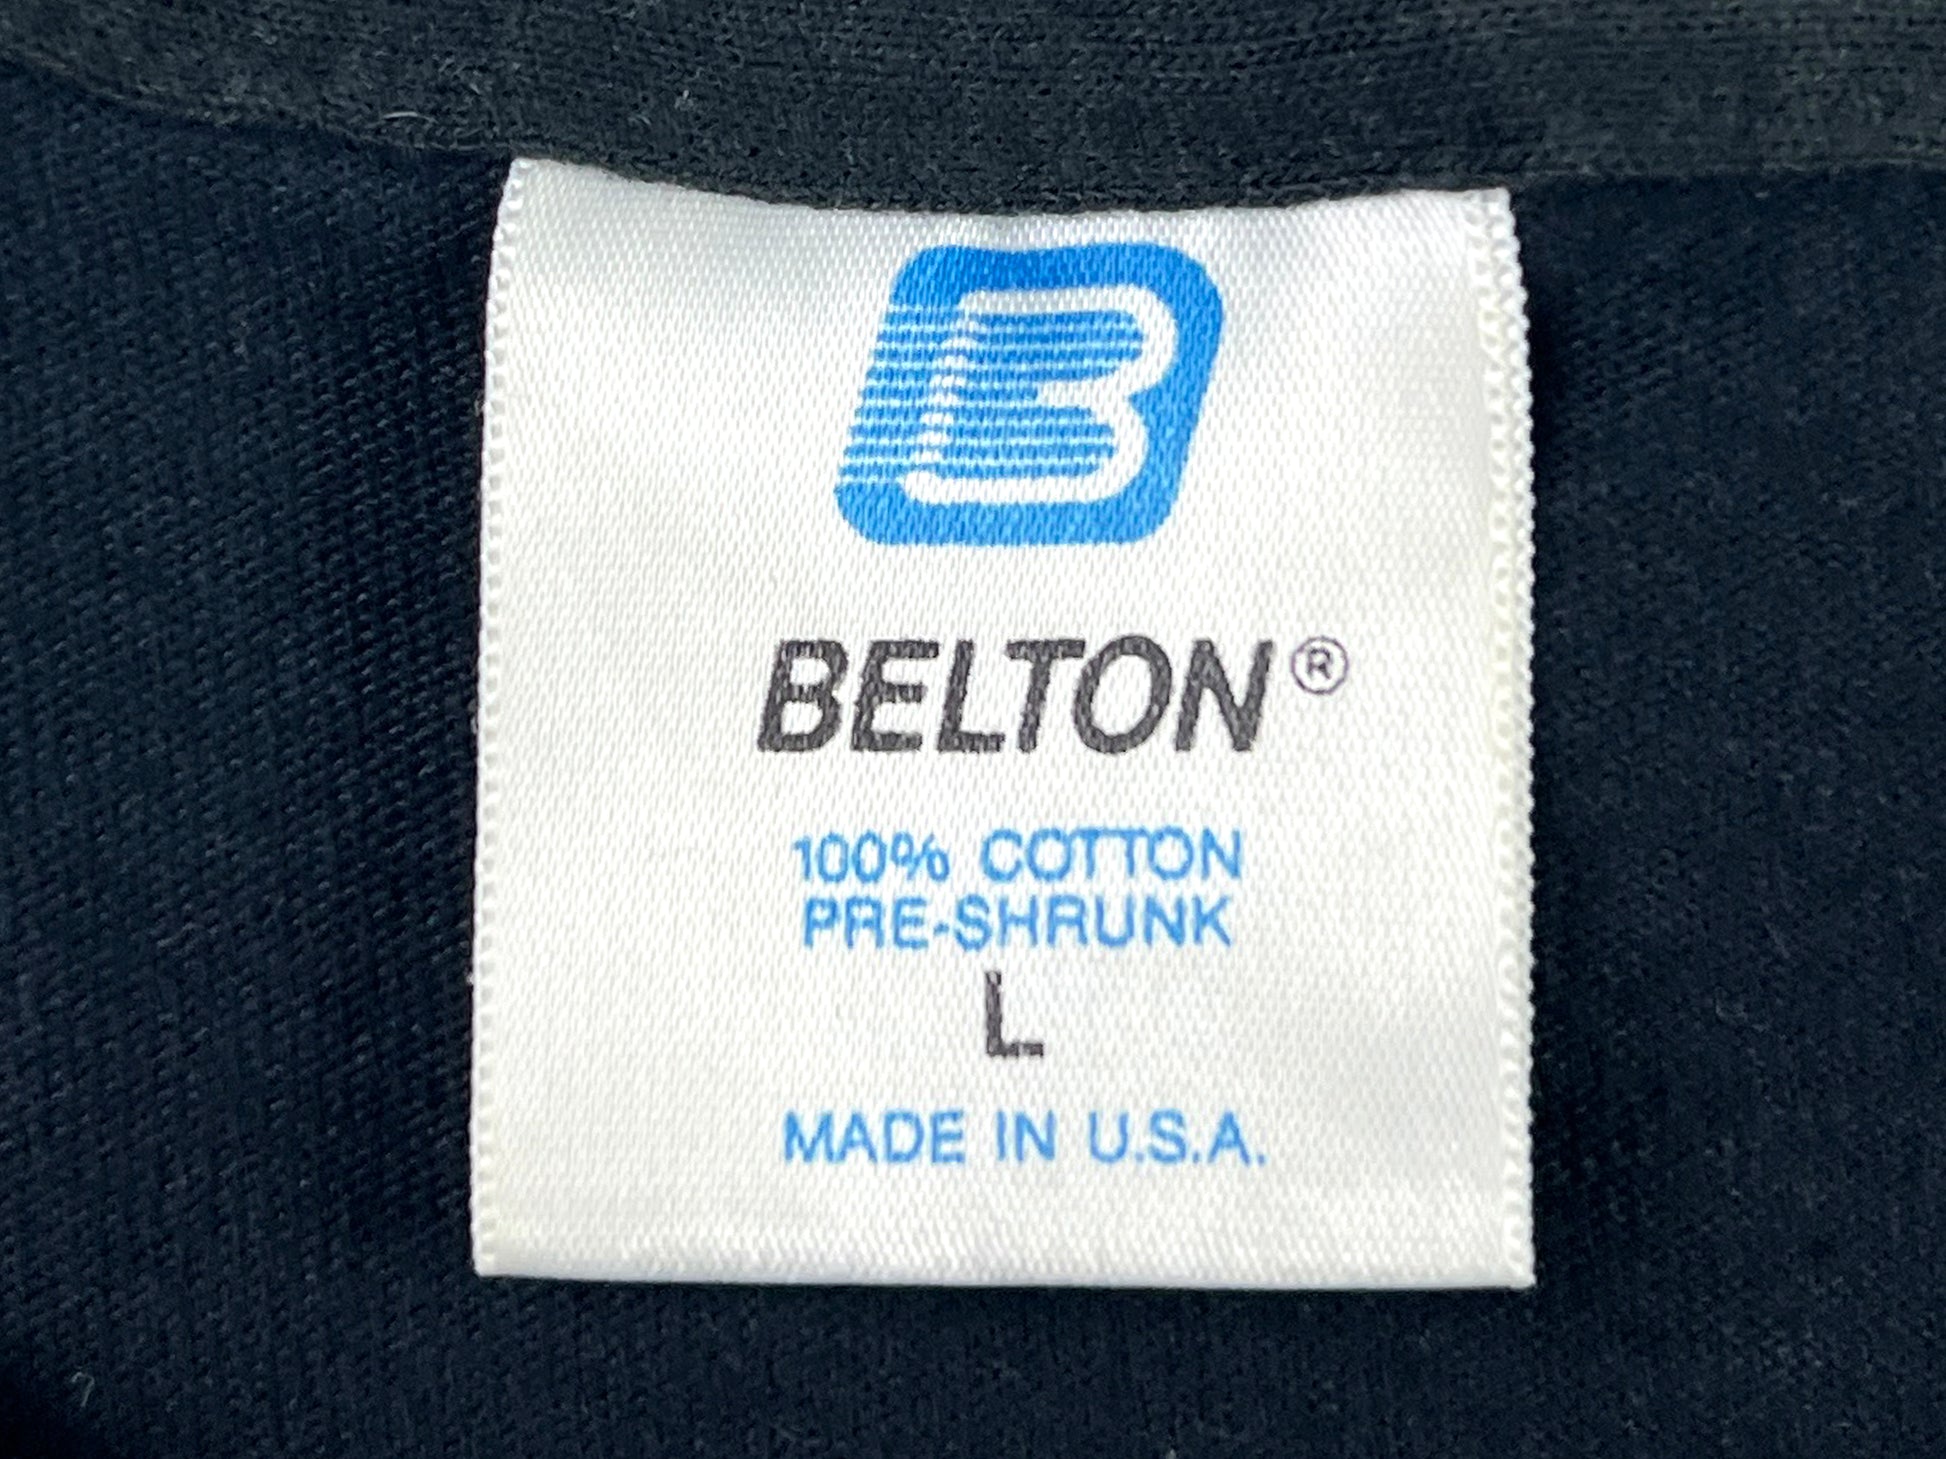 B
BELTON®
100% COTTON
PRE-SHRUNK
L
MADE IN U.S.A.